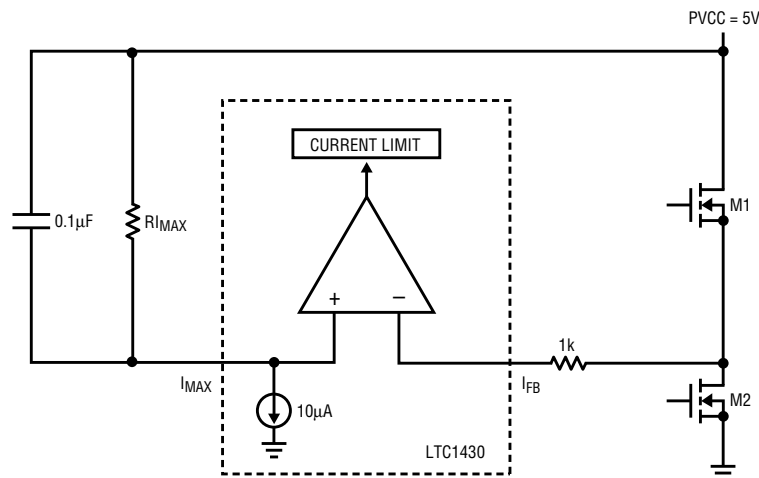 PVCC = 5V
CURRENT LIMIT
0.1μF
RIMAX
M1
+
−
1k
IMAX
IFB
10μA
M2
LTC1430